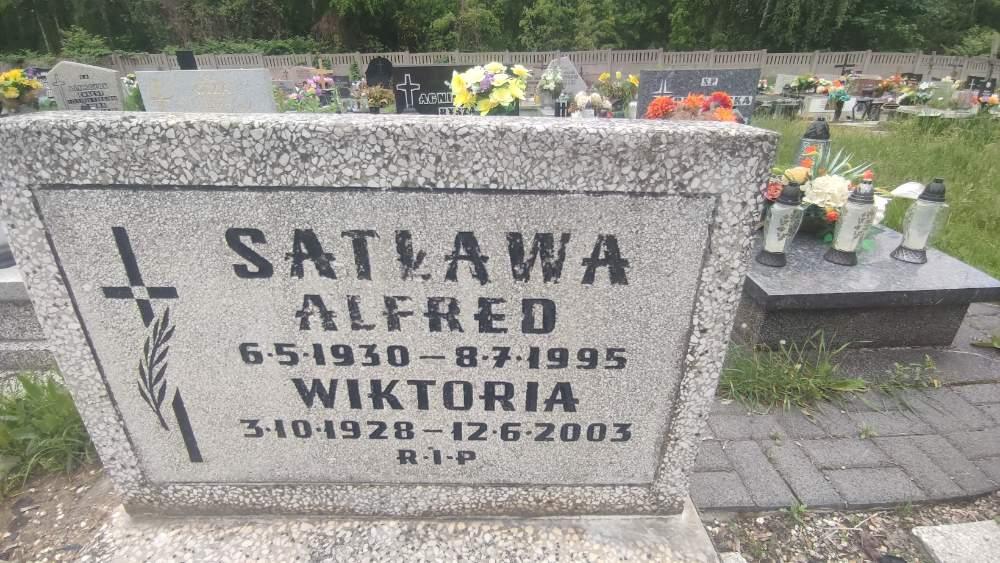 SATŁAWA
ALFRED
6·5·1930 – 8·7·1995
WIKTORIA
3·10·1928 – 12·6·2003
R·I·P